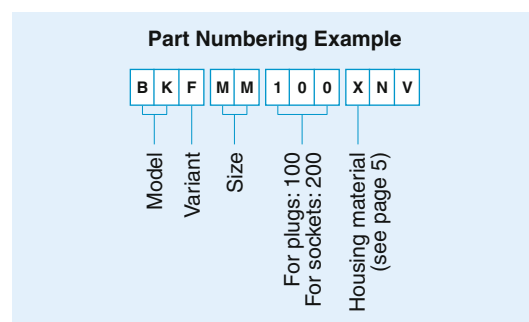 Part Numbering Example
B K F M M 1 0 0 X N V
Model
Variant
Size
For plugs: 100
For sockets: 200
Housing material
(see page 5)